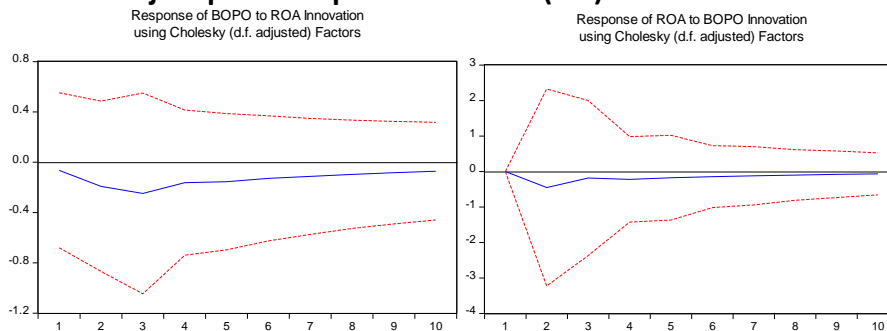 Response of BOPO to ROA Innovation
using Cholesky (d.f. adjusted) Factors
0.8
0.4
0.0
-0.4
-0.8
-1.2
1 2 3 4 5 6 7 8 9 10
Response of ROA to BOPO Innovation
using Cholesky (d.f. adjusted) Factors
3
2
1
0
-1
-2
-3
-4
1 2 3 4 5 6 7 8 9 10